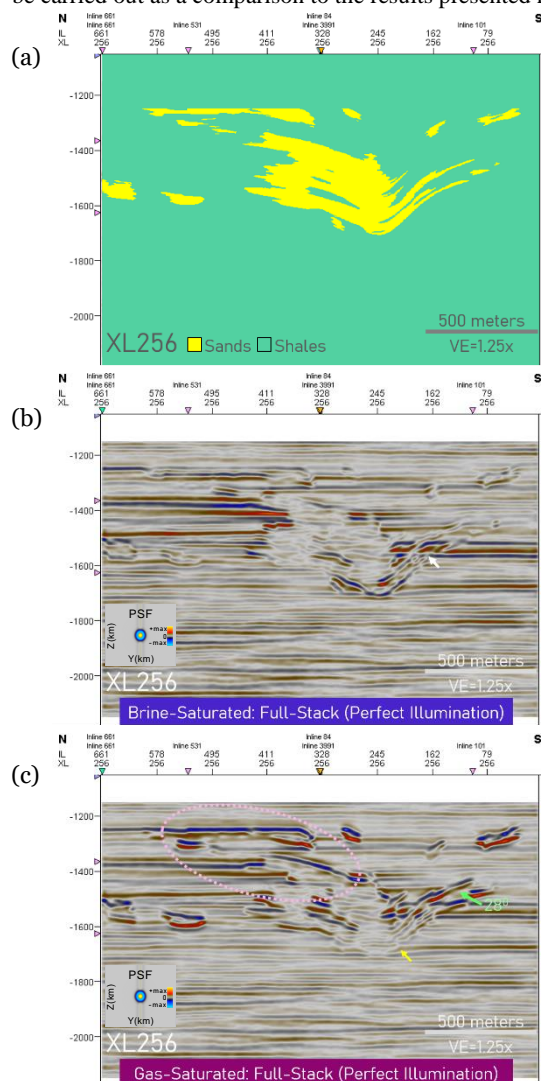 be carried out as a comparison to the results presented
(a)
N
Inline 661 Inline 531 Inline 84 Inline 101 S
Inline 661 Inline 3991
IL 661 578 495 411 328 245 162 79
XL 256 256 256 256 256 256 256 256
-1200
-1400
-1600
-1800
-2000
500 meters
XL256 Sands Shales VE=1.25x
(b)
N
Inline 661 Inline 531 Inline 84 Inline 101 S
Inline 661 Inline 3991
IL 661 578 495 411 328 245 162 79
XL 256 256 256 256 256 256 256 256
-1200
-1400
-1600
-1800
-2000
PSF
+max
0
-max
Z(km)
Y(km)
500 meters
XL256 VE=1.25x
Brine-Saturated: Full-Stack (Perfect Illumination)
(c)
N
Inline 661 Inline 531 Inline 84 Inline 101 S
Inline 661 Inline 3991
IL 661 578 495 411 328 245 162 79
XL 256 256 256 256 256 256 256 256
-1200
-1400
-1600
-1800
-2000
28º
PSF
+max
0
-max
Z(km)
Y(km)
500 meters
XL256 VE=1.25x
Gas-Saturated: Full-Stack (Perfect Illumination)